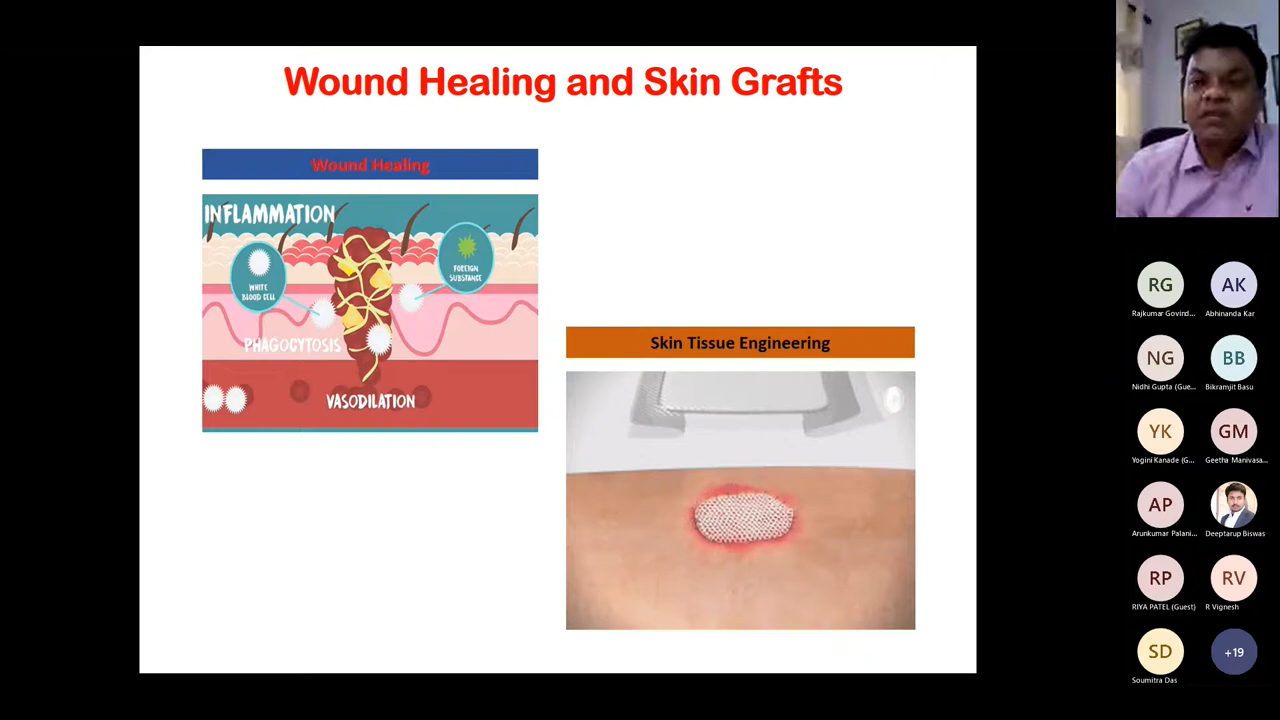 Wound Healing and Skin Grafts
Wound Healing
INFLAMMATION
WHITE
BLOOD CELL
FOREIGN
SUBSTANCE
PHAGOCYTOSIS
VASODILATION
Skin Tissue Engineering
RG
AK
Rajkumar Govind...
Abhinanda Kar
NG
BB
Nidhi Gupta (Gue...
Bikramjit Basu
YK
GM
Yogini Kanade (G...
Geetha Manivasa...
AP
Arunkumar Palani...
Deeptarup Biswas
RP
RV
RIYA PATEL (Guest)
R Vignesh
SD
+19
Soumitra Das